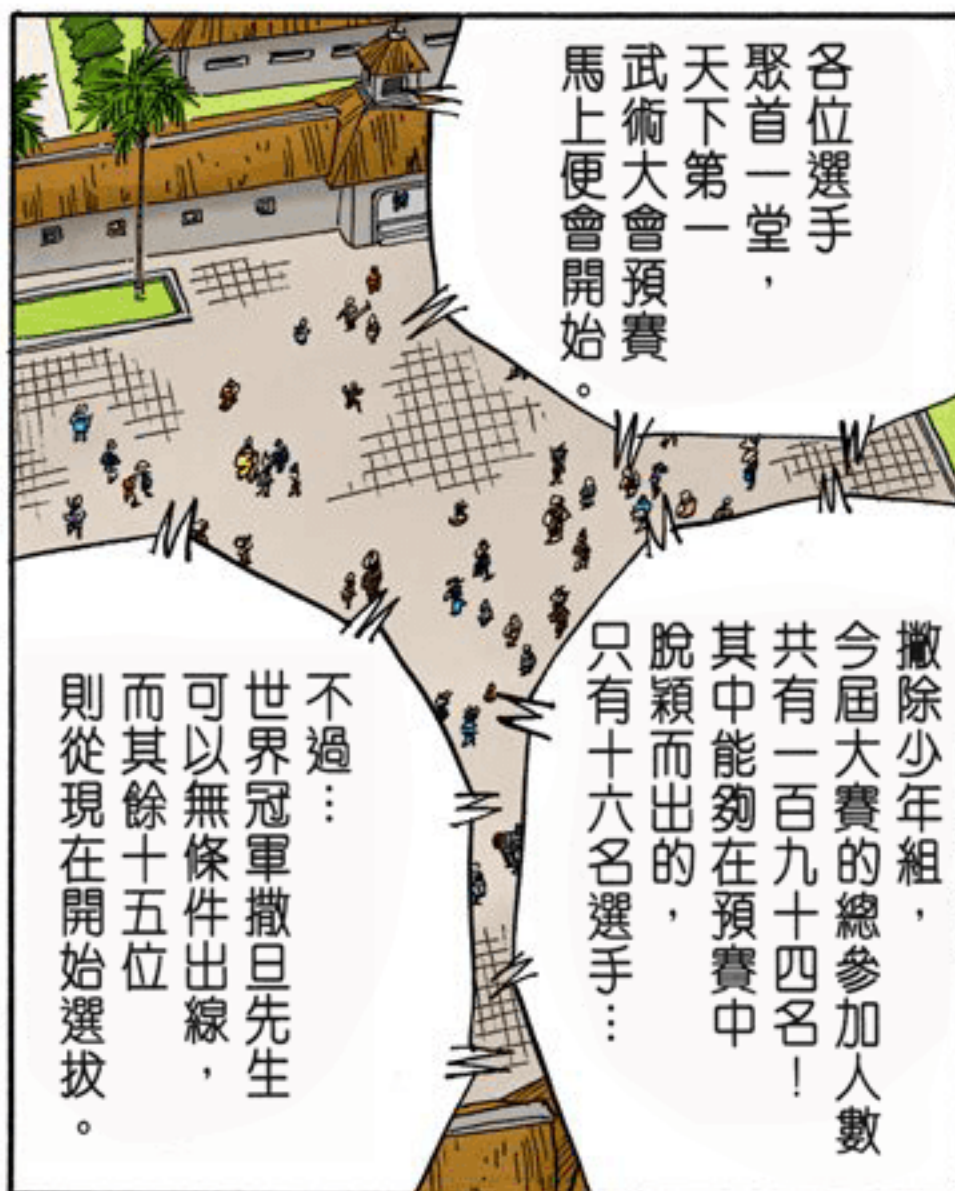 各位選手
聚首一堂，
天下第一
武術大會預賽
馬上便會開始。
撇除少年組，
今屆大賽的總參加人數
共有一百九十四名！
其中能夠在預賽中
脫穎而出的，
只有十六名選手…
不過…
世界冠軍撒旦先生
可以無條件出線，
而其餘十五位
則從現在開始選拔。